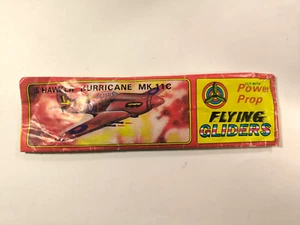 HAWKER HURRICANE MK.11C
Power
Prop
FLYING
GLIDERS